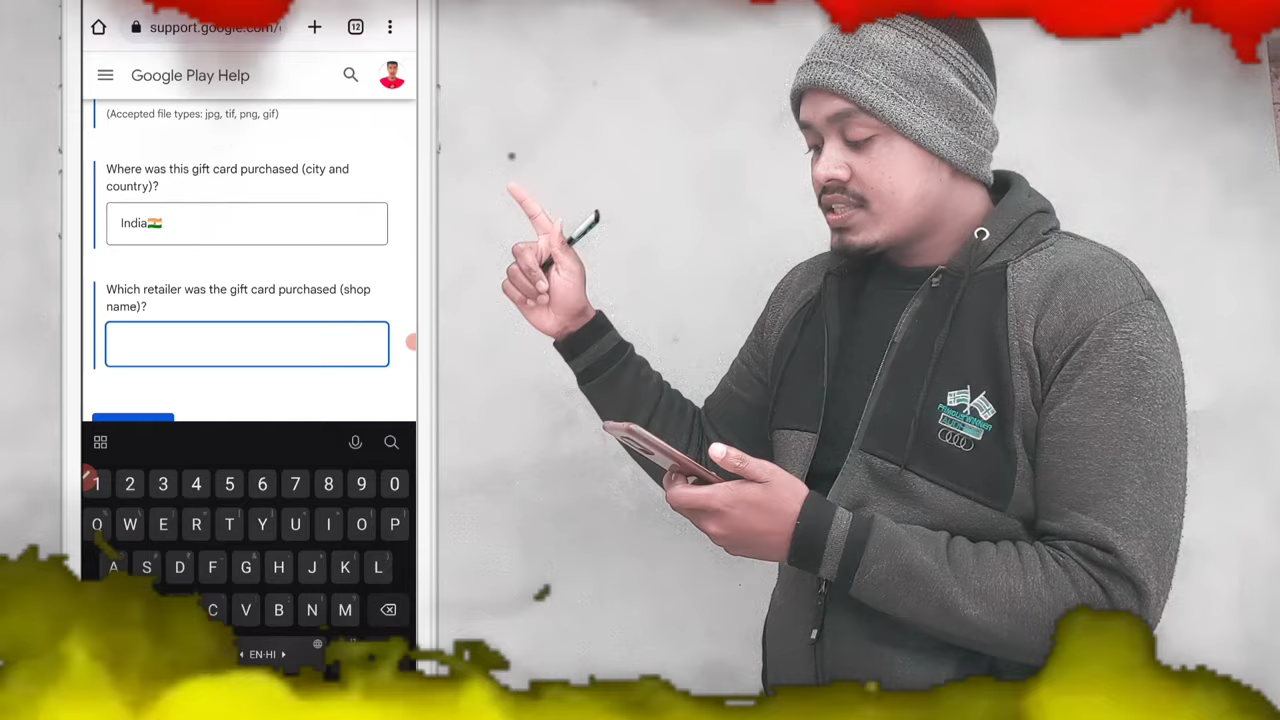 12
support.google.com/
Google Play Help
(Accepted file types: jpg, tif, png, gif)
Where was this gift card purchased (city and
country)?
India🇮🇳
Which retailer was the gift card purchased (shop
name)?
1 2 3 4 5 6 7 8 9 0
Q W E R T Y U I O P
A S D F G H J K L
C V B N M
EN·HI
WINNER